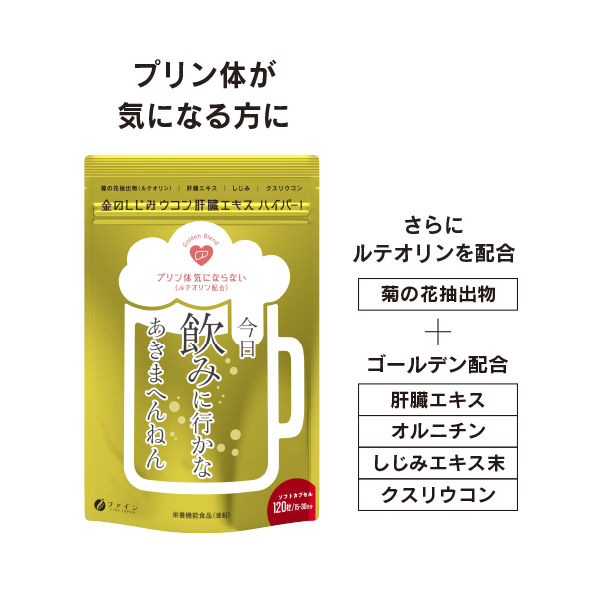 プリン体が
気になる方に
菊の花抽出物(ルテオリン) | 肝臓エキス | しじみ | クスリウコン
金のしじみウコン肝臓エキス ハイパー!
Golden Blend
プリン体気にならない
(ルテオリン配合)
今日
飲みに行かな
あきまへんねん
ソフトカプセル
120粒/15-30日分
ファイン
FINE JAPAN
栄養機能食品(亜鉛)
さらに
ルテオリンを配合
菊の花抽出物
+
ゴールデン配合
肝臓エキス
オルニチン
しじみエキス末
クスリウコン